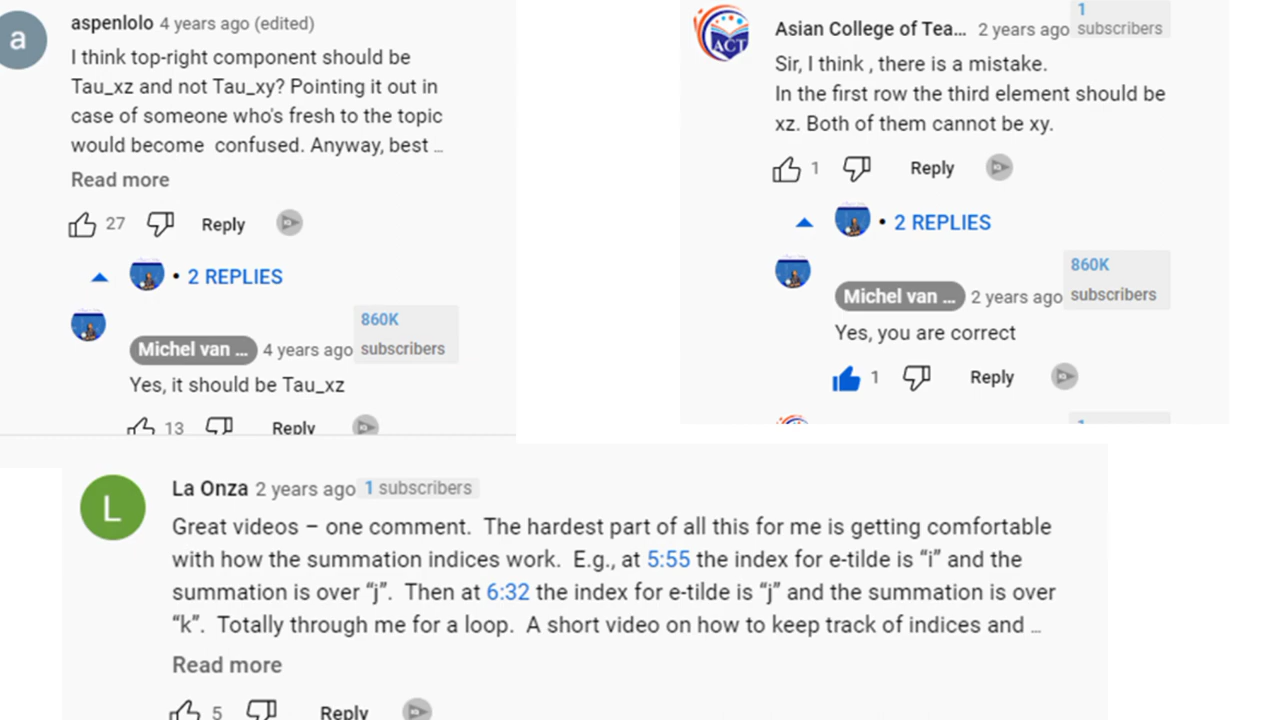 a
aspenlolo 4 years ago (edited)
I think top-right component should be
Tau_xz and not Tau_xy? Pointing it out in
case of someone who's fresh to the topic
would become confused. Anyway, best ...
Read more
27 Reply
• 2 REPLIES
860K
Michel van ... 4 years ago subscribers
Yes, it should be Tau_xz
13 Reply
ACT
1
Asian College of Tea... 2 years ago subscribers
Sir, I think , there is a mistake.
In the first row the third element should be
xz. Both of them cannot be xy.
1 Reply
• 2 REPLIES
860K
Michel van ... 2 years ago subscribers
Yes, you are correct
1 Reply
1
L
La Onza 2 years ago 1 subscribers
Great videos – one comment. The hardest part of all this for me is getting comfortable
with how the summation indices work. E.g., at 5:55 the index for e-tilde is “i” and the
summation is over “j”. Then at 6:32 the index for e-tilde is “j” and the summation is over
“k”. Totally through me for a loop. A short video on how to keep track of indices and ...
Read more
5 Reply